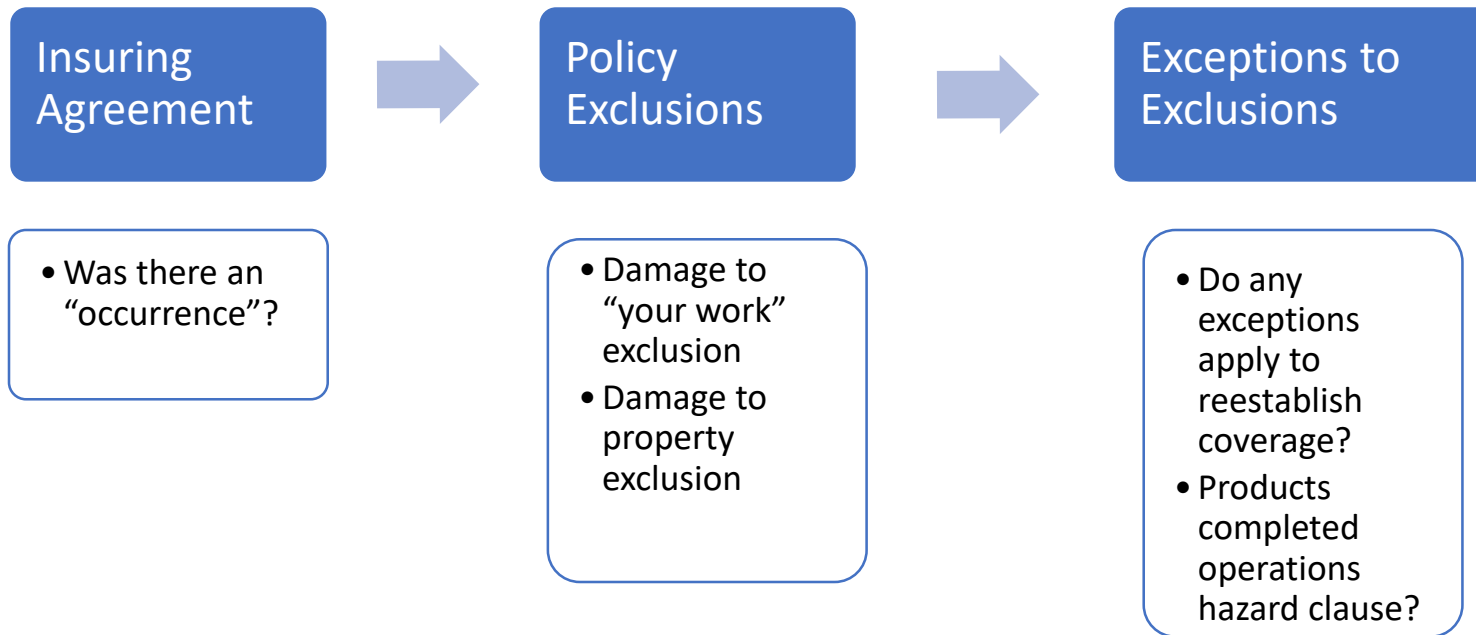 Insuring
Agreement
Policy
Exclusions
Exceptions to
Exclusions
• Was there an
“occurrence”?
• Damage to
“your work”
exclusion
• Damage to
property
exclusion
• Do any
exceptions
apply to
reestablish
coverage?
• Products
completed
operations
hazard clause?